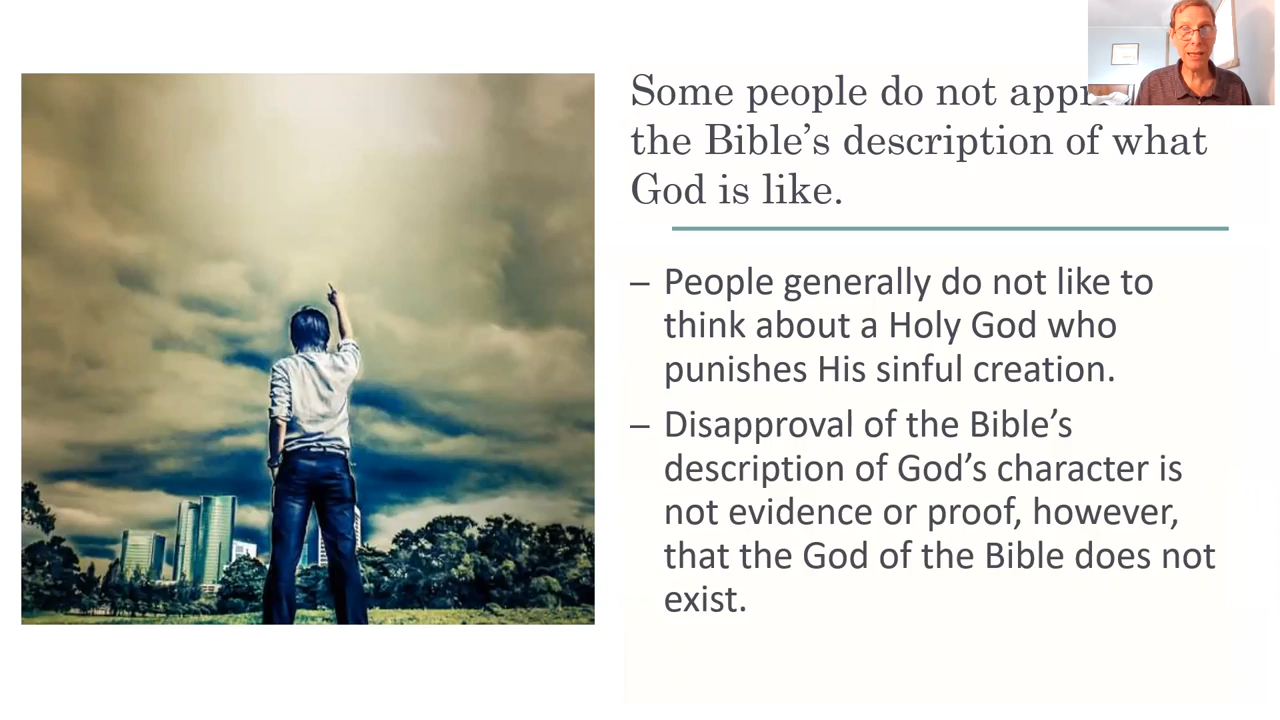 Some people do not
the Bible’s description of what
God is like.
– People generally do not like to
think about a Holy God who
punishes His sinful creation.
– Disapproval of the Bible’s
description of God’s character is
not evidence or proof, however,
that the God of the Bible does not
exist.